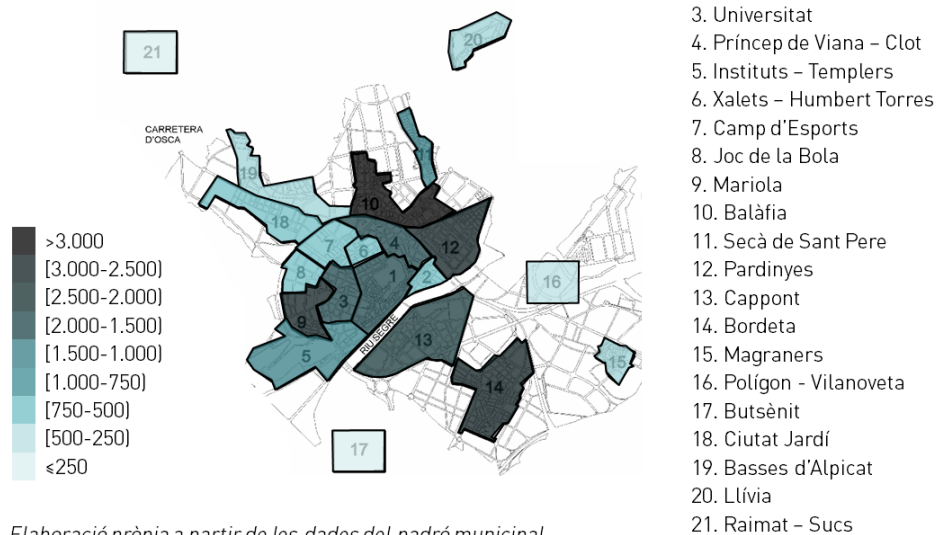 21
20
CARRETERA
D'OSCA
11
19
10
18
7
6
4
12
8
1
2
3
16
9
RIU SEGRE
13
5
15
14
17
>3.000
[3.000-2.500)
[2.500-2.000)
[2.000-1.500)
[1.500-1.000)
[1.000-750)
[750-500)
[500-250)
≤250
3. Universitat
4. Príncep de Viana – Clot
5. Instituts – Templers
6. Xalets – Humbert Torres
7. Camp d'Esports
8. Joc de la Bola
9. Mariola
10. Balàfia
11. Secà de Sant Pere
12. Pardinyes
13. Cappont
14. Bordeta
15. Magraners
16. Polígon - Vilanoveta
17. Butsènit
18. Ciutat Jardí
19. Basses d'Alpicat
20. Llívia
21. Raimat – Sucs
Elaboració pròpia a partir de les dades del padró municipal